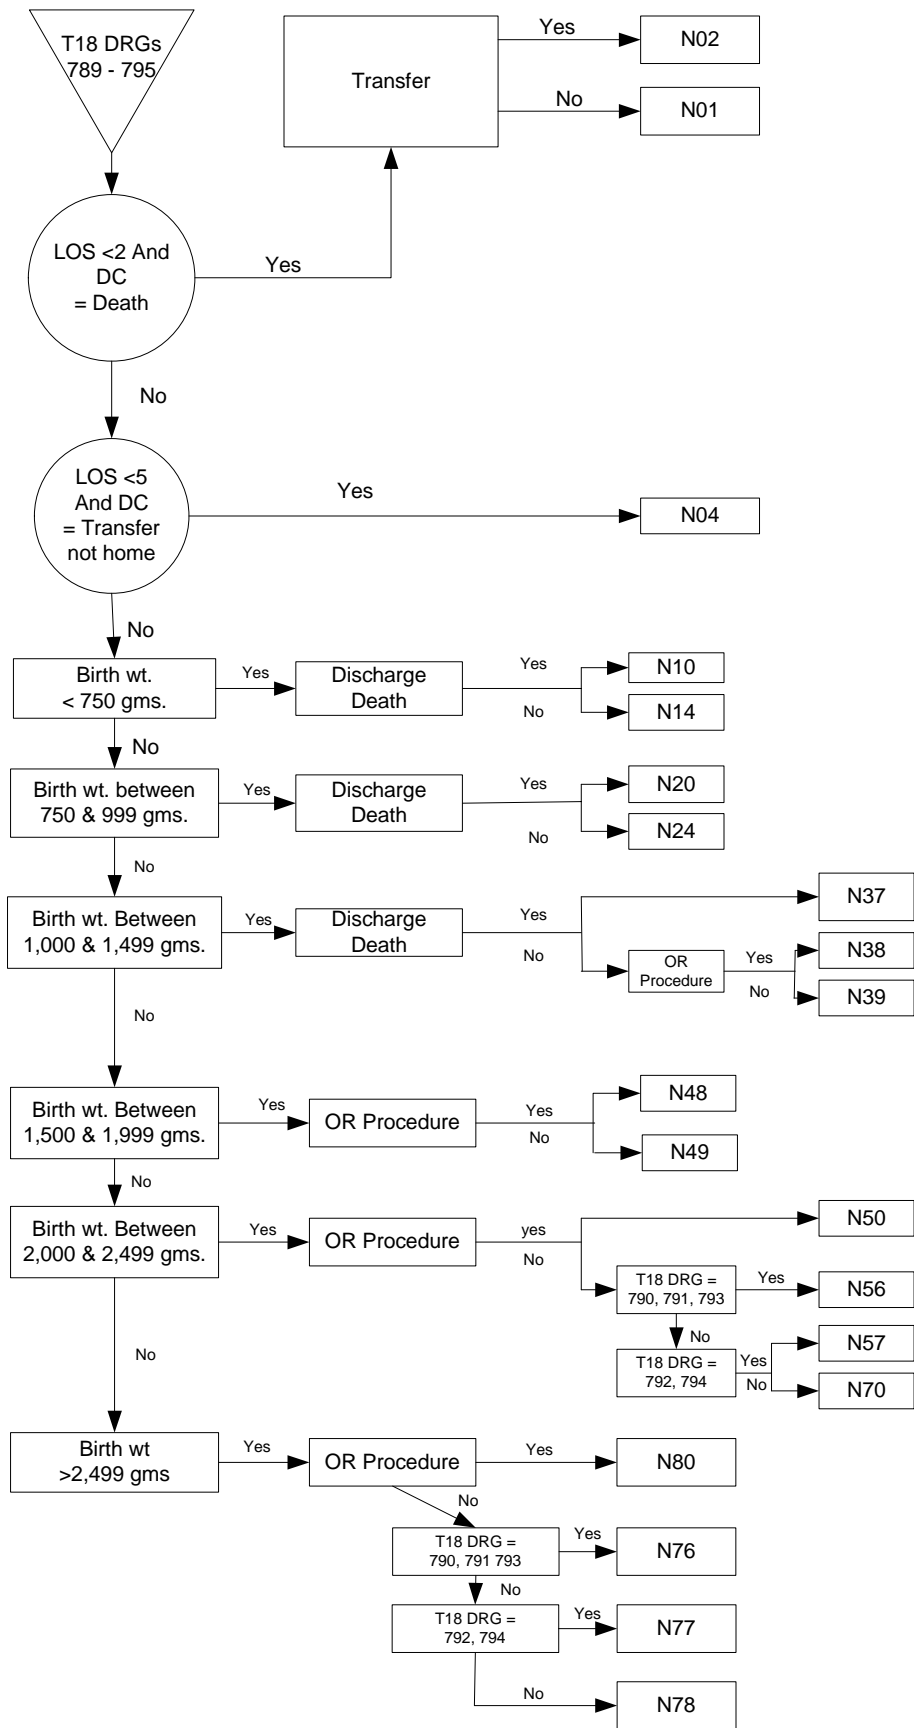 T18 DRGs
789 - 795
Transfer
Yes
N02
No
N01
LOS <2 And
DC
= Death
Yes
No
LOS <5
And DC
= Transfer
not home
Yes
N04
No
Birth wt.
< 750 gms.
Yes
Discharge
Death
Yes
N10
No
N14
No
Birth wt. between
750 & 999 gms.
Yes
Discharge
Death
Yes
N20
No
N24
No
Birth wt. Between
1,000 & 1,499 gms.
Yes
Discharge
Death
Yes
N37
No
OR
Procedure
Yes
N38
No
N39
No
Birth wt. Between
1,500 & 1,999 gms.
Yes
OR Procedure
Yes
N48
No
N49
No
Birth wt. Between
2,000 & 2,499 gms.
Yes
OR Procedure
yes
N50
No
T18 DRG =
790, 791, 793
Yes
N56
No
T18 DRG =
792, 794
Yes
N57
No
N70
No
Birth wt
>2,499 gms
Yes
OR Procedure
Yes
N80
No
T18 DRG =
790, 791 793
Yes
N76
No
T18 DRG =
792, 794
Yes
N77
No
N78